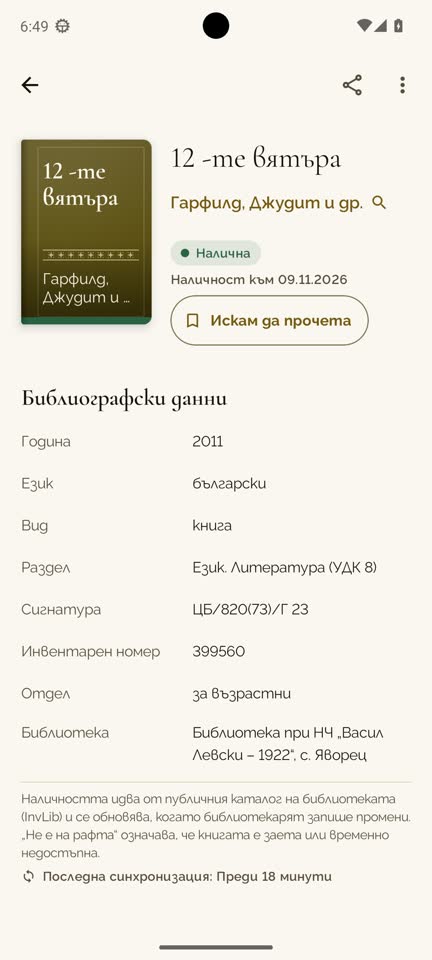 6:49
12 -те
вятъра
Гарфилд,
Джудит и ...
12 -те вятъра
Гарфилд, Джудит и др.
Налична
Наличност към 09.11.2026
Искам да прочета
Библиографски данни
Година 2011
Език български
Вид книга
Раздел Език. Литература (УДК 8)
Сигнатура ЦБ/820(73)/Г 23
Инвентарен номер 399560
Отдел за възрастни
Библиотека Библиотека при НЧ „Васил
Левски – 1922“, с. Яворец
Наличността идва от публичния каталог на библиотеката
(InvLib) и се обновява, когато библиотекарят запише промени.
„Не е на рафта“ означава, че книгата е заета или временно
недостъпна.
Последна синхронизация: Преди 18 минути